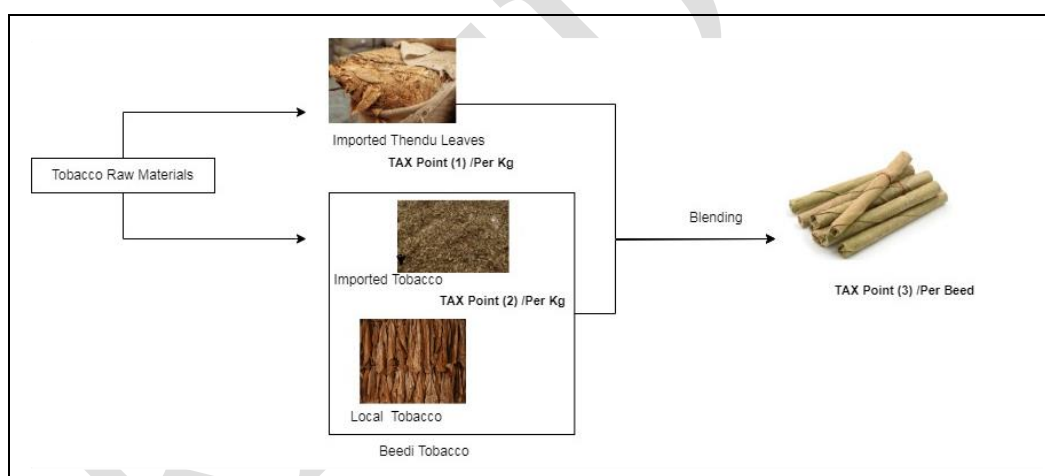 Imported Thendu Leaves
TAX Point (1) /Per Kg
Tobacco Raw Materials
Blending
Imported Tobacco
TAX Point (2) /Per Kg
TAX Point (3) /Per Beed
Local Tobacco
Beedi Tobacco